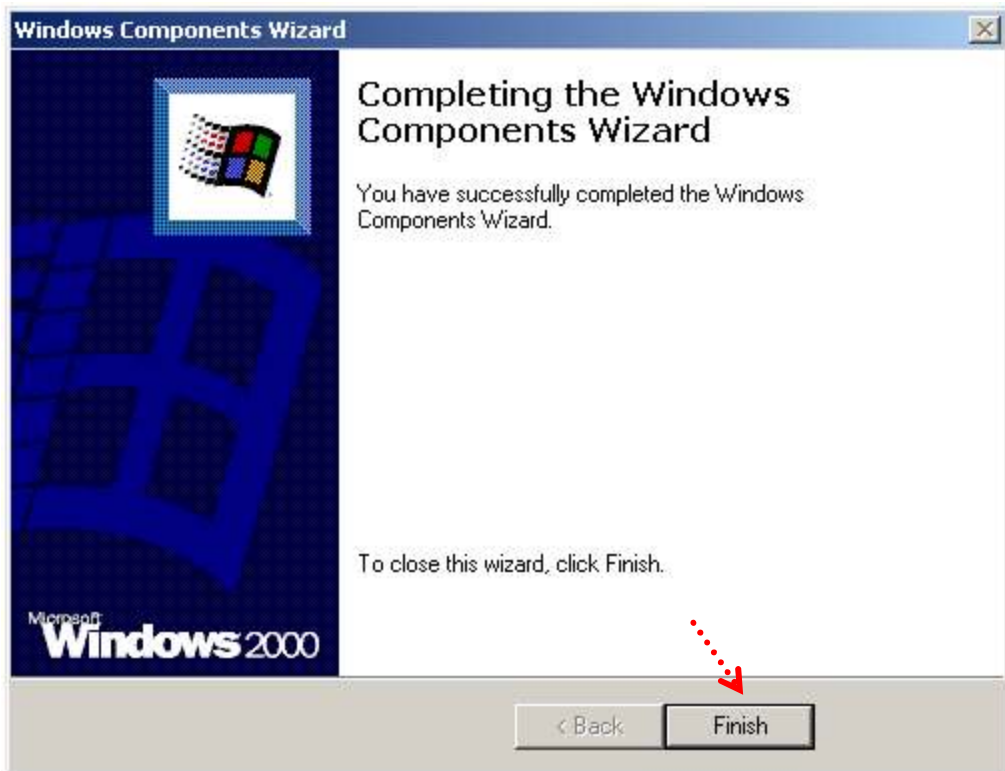 Windows Components Wizard
Completing the Windows
Components Wizard
You have successfully completed the Windows
Components Wizard.
To close this wizard, click Finish.
Microsoft
Windows 2000
< Back
Finish